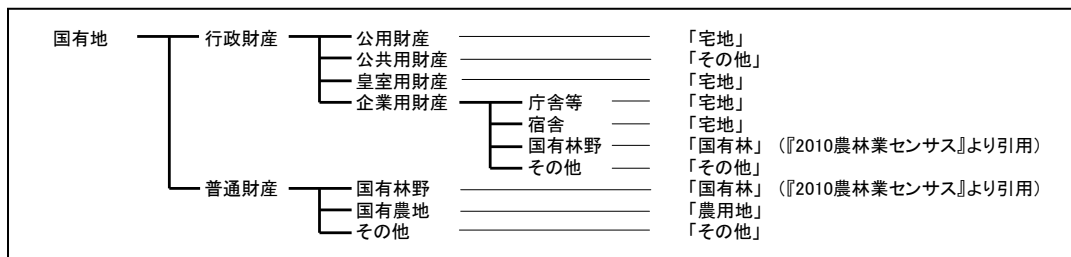 国有地 行政財産 公用財産 「宅地」
公共用財産 「その他」
皇室用財産 「宅地」
企業用財産 庁舎等 「宅地」
宿舎 「宅地」
国有林野 「国有林」 (『2010農林業センサス』より引用)
その他 「その他」
普通財産 国有林野 「国有林」 (『2010農林業センサス』より引用)
国有農地 「農用地」
その他 「その他」